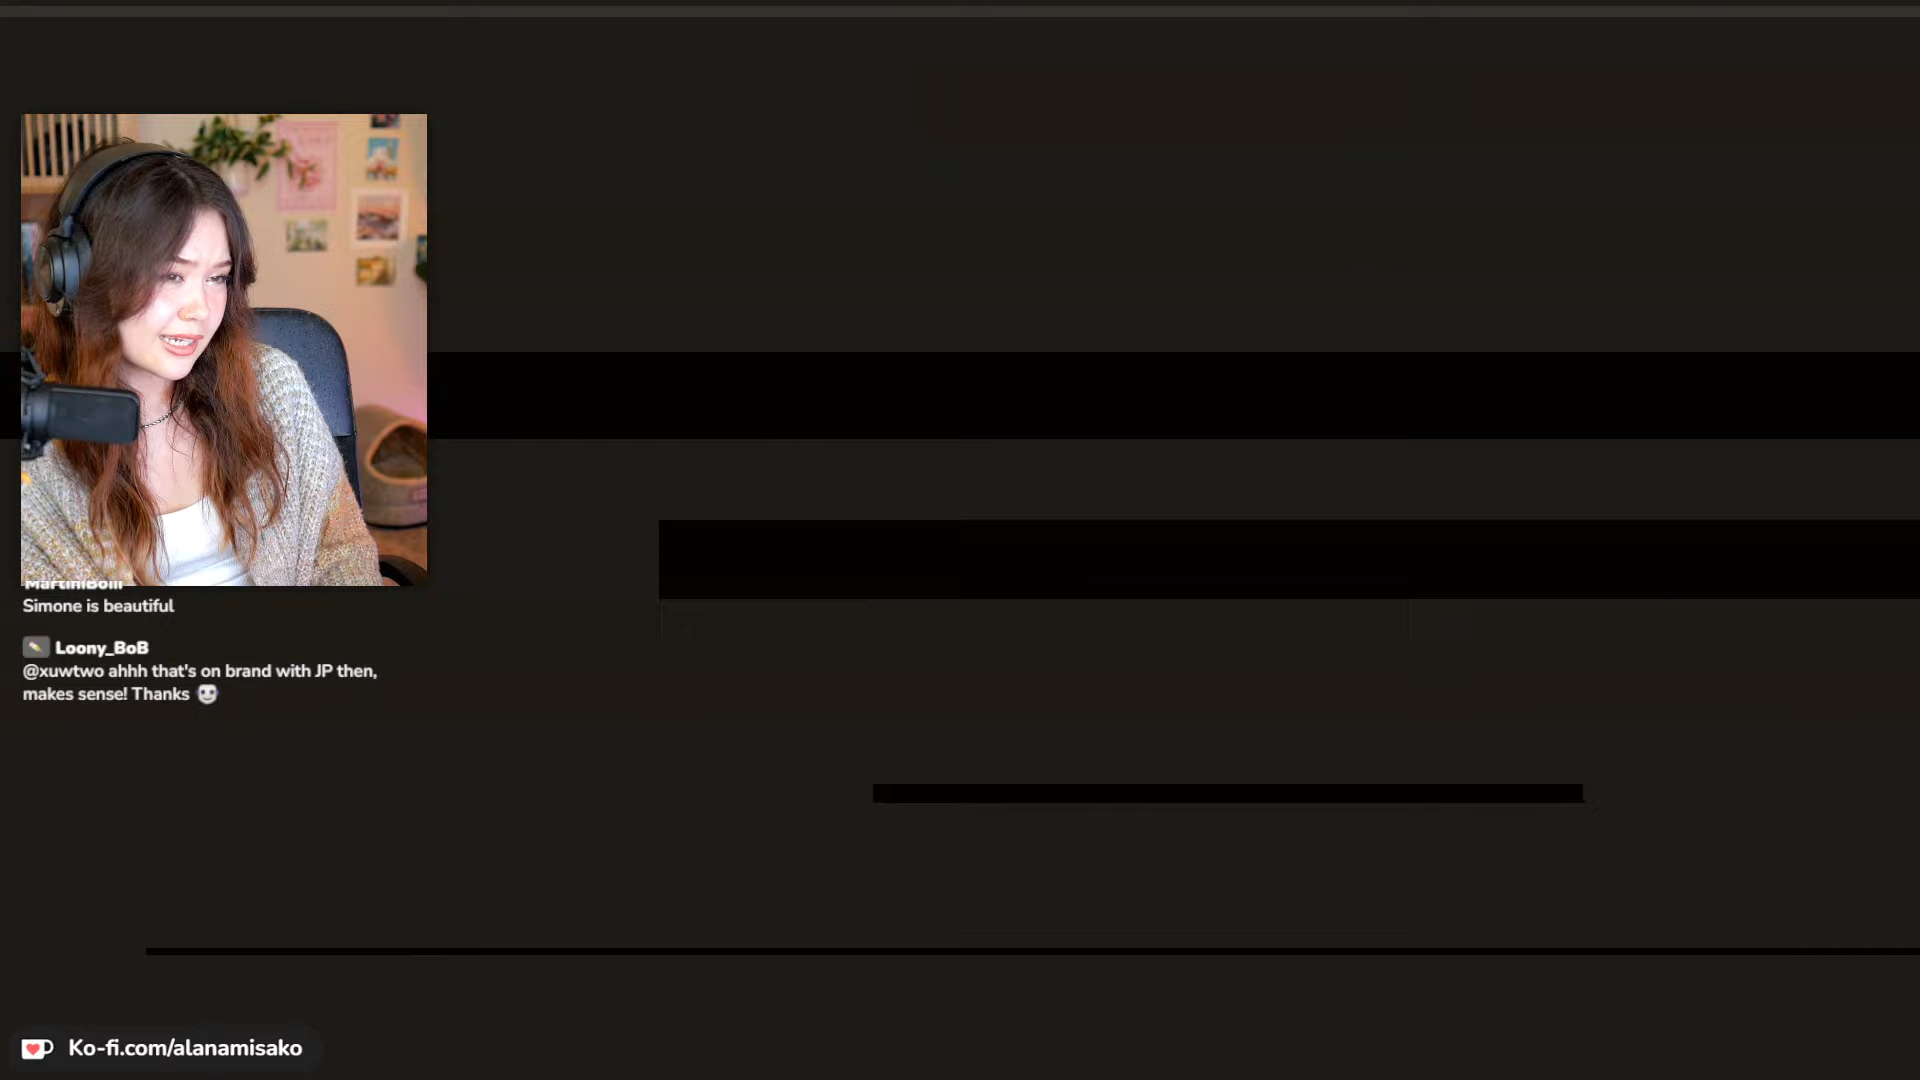 MartiniBolli
Simone is beautiful
Loony_BoB
@xuwtwo ahhh that's on brand with JP then,
makes sense! Thanks
Ko-fi.com/alanamisako